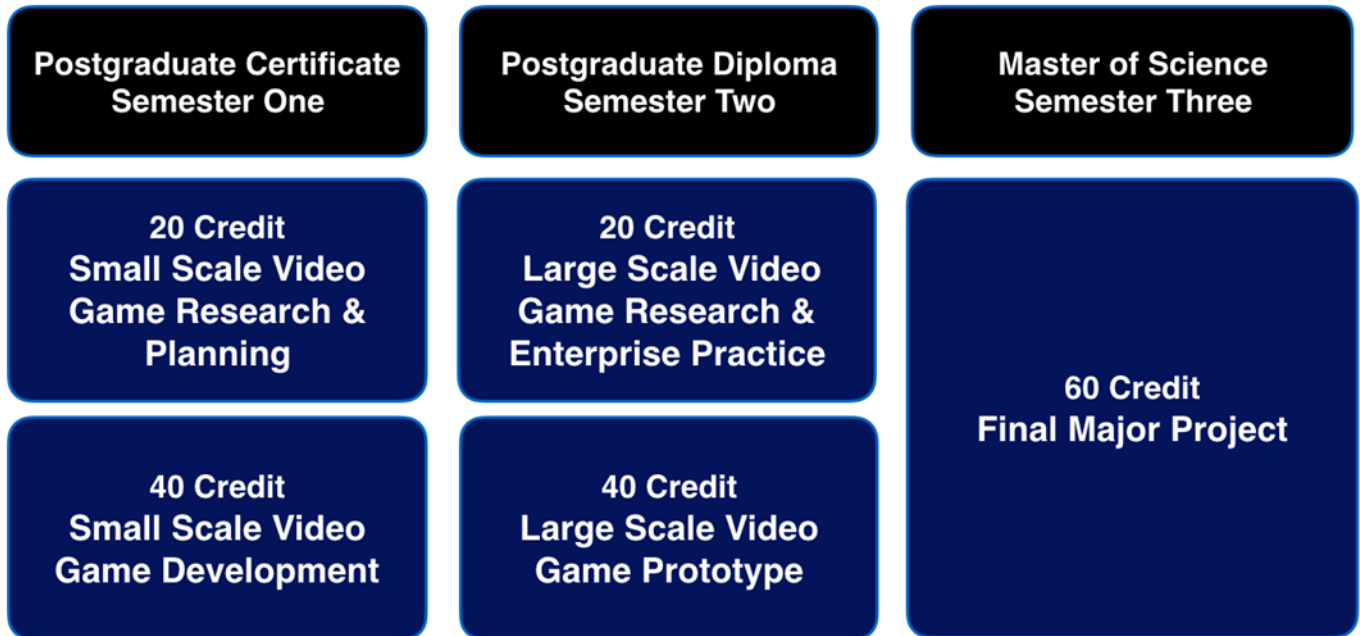 Postgraduate Certificate
Semester One
Postgraduate Diploma
Semester Two
Master of Science
Semester Three
20 Credit
Small Scale Video
Game Research &
Planning
20 Credit
Large Scale Video
Game Research &
Enterprise Practice
60 Credit
Final Major Project
40 Credit
Small Scale Video
Game Development
40 Credit
Large Scale Video
Game Prototype